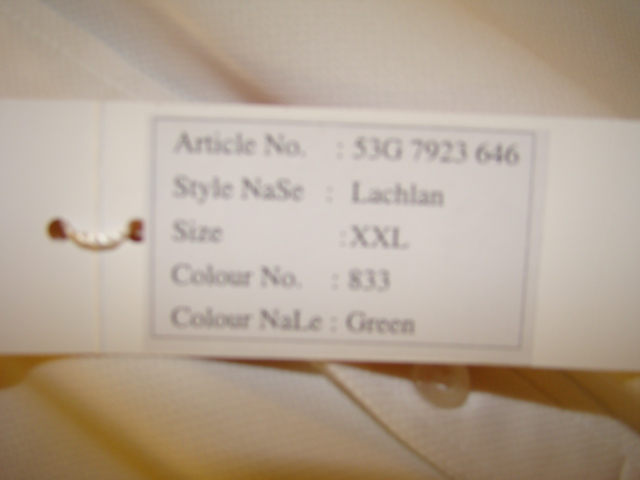 Article No. : 53G 7923 646
Style NaSe : Lachlan
Size :XXL
Colour No. : 833
Colour NaLe : Green